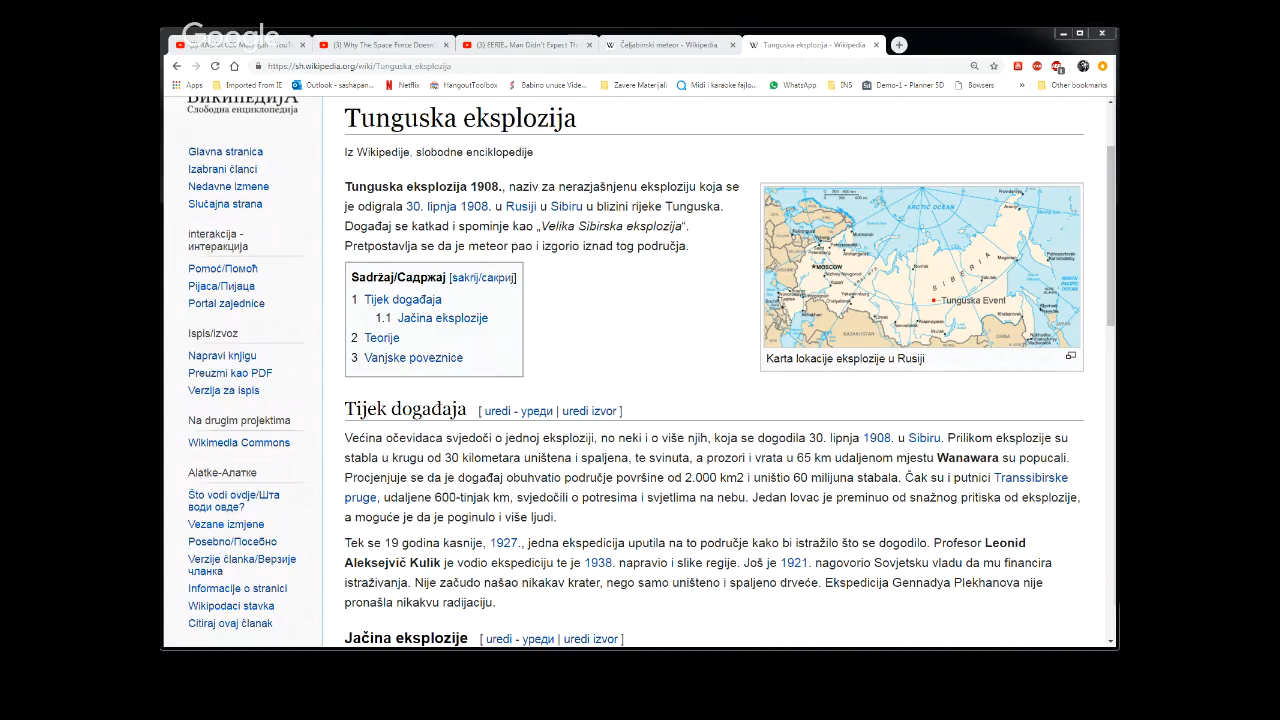 Google
(3) Why The Space Force Doesn'
(3) EERIE.. Man Didn't Expect Th
Čeljabinski meteor - Wikipedia
Tunguska eksplozija - Wikipedia
https://sh.wikipedia.org/wiki/Tunguska_eksplozija
Apps
Imported From IE
Outlook - sashapan...
Netflix
HangoutToolbox
Babino unuce Vide...
Zavere Materijali
Midi i karaoke fajlo...
WhatsApp
INS
Demo-1 - Planner 5D
Bowsers
Other bookmarks
ВИКИПЕДИЈА
Слободна енциклопедија
Glavna stranica
Izabrani članci
Nedavne izmene
Slučajna strana
interakcija -
интеракција
Pomoć/Помоћ
Pijaca/Пијаца
Portal zajednice
Ispis/izvoz
Napravi knjigu
Preuzmi kao PDF
Verzija za ispis
Na drugim projektima
Wikimedia Commons
Alatke-Алатке
Što vodi ovdje/Шта
води овде?
Vezane izmjene
Posebno/Посебно
Verzije članka/Верзије
чланка
Informacije o stranici
Wikipodaci stavka
Citiraj ovaj članak
Tunguska eksplozija
Iz Wikipedije, slobodne enciklopedije
Tunguska eksplozija 1908., naziv za nerazjašnjenu eksploziju koja se
je odigrala 30. lipnja 1908. u Rusiji u Sibiru u blizini rijeke Tunguska.
Događaj se katkad i spominje kao „Velika Sibirska eksplozija“.
Pretpostavlja se da je meteor pao i izgorio iznad tog područja.
Sadržaj/Садржај [sakrij/сакриј]
1 Tijek događaja
1.1 Jačina eksplozije
2 Teorije
3 Vanjske poveznice
ARCTIC OCEAN
MOSCOW
SIBERIA
Tunguska Event
KAZAKHSTAN
Karta lokacije eksplozije u Rusiji
Tijek događaja [ uredi - уреди | uredi izvor ]
Većina očevidaca svjedoči o jednoj eksploziji, no neki i o više njih, koja se dogodila 30. lipnja 1908. u Sibiru. Prilikom eksplozije su
stabla u krugu od 30 kilometara uništena i spaljena, te svinuta, a prozori i vrata u 65 km udaljenom mjestu Wanawara su popucali.
Procjenjuje se da je događaj obuhvatio područje površine od 2.000 km2 i uništio 60 milijuna stabala. Čak su i putnici Transsibirske
pruge, udaljene 600-tinjak km, svjedočili o potresima i svjetlima na nebu. Jedan lovac je preminuo od snažnog pritiska od eksplozije,
a moguće je da je poginulo i više ljudi.
Tek se 19 godina kasnije, 1927., jedna ekspedicija uputila na to područje kako bi istražilo što se dogodilo. Profesor Leonid
Aleksejvič Kulik je vodio ekspediciju te je 1938. napravio i slike regije. Još je 1921. nagovorio Sovjetsku vladu da mu financira
istraživanja. Nije začudo našao nikakav krater, nego samo uništeno i spaljeno drveće. Ekspedicija Gennadya Plekhanova nije
pronašla nikakvu radijaciju.
Jačina eksplozije [ uredi - уреди | uredi izvor ]